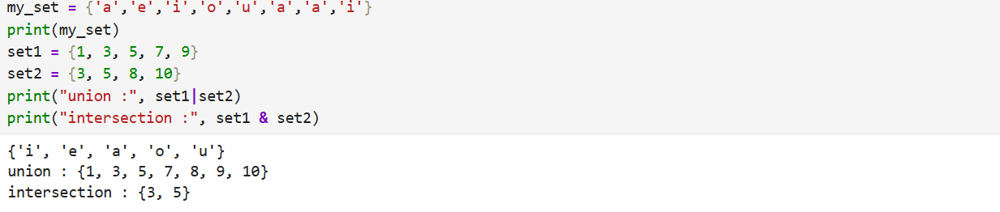 my_set = {'a','e','i','o','u','a','a','i'}
print(my_set)
set1 = {1, 3, 5, 7, 9}
set2 = {3, 5, 8, 10}
print("union :", set1|set2)
print("intersection :", set1 & set2)
{'i', 'e', 'a', 'o', 'u'}
union : {1, 3, 5, 7, 8, 9, 10}
intersection : {3, 5}